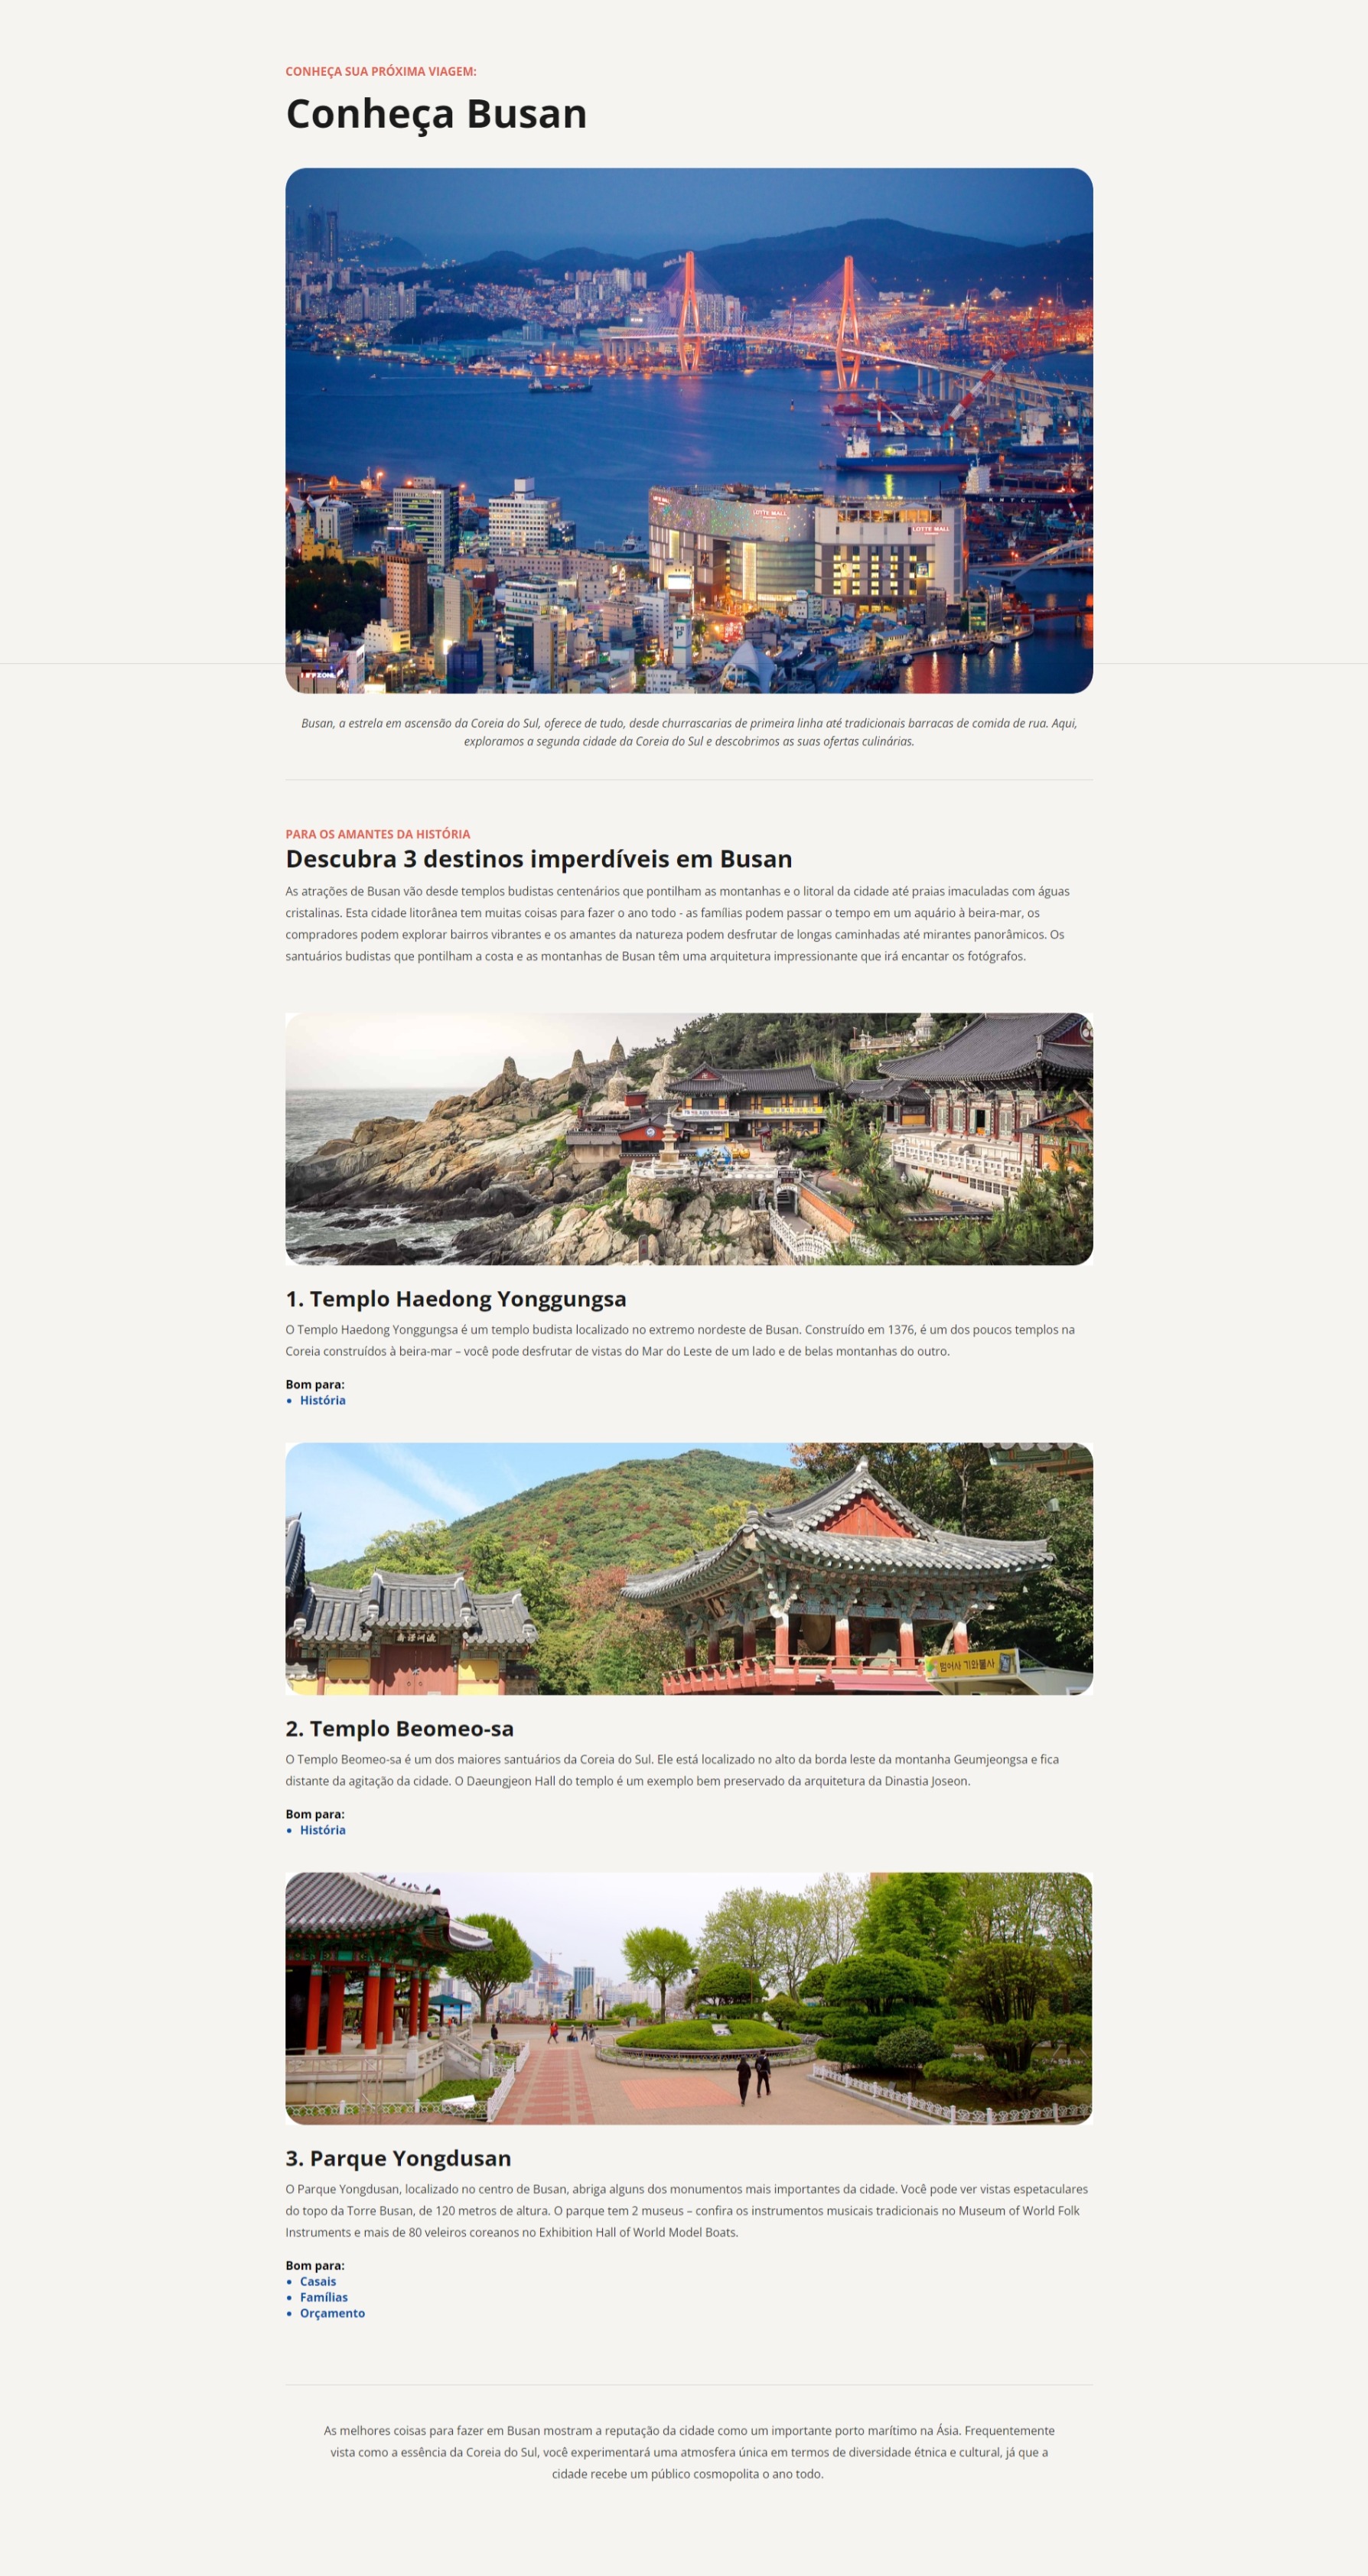 CONHEÇA SUA PRÓXIMA VIAGEM:
Conheça Busan
LOTTE MALL
LOTTE MALL
Busan, a estrela em ascensão da Coreia do Sul, oferece de tudo, desde churrascarias de primeira linha até tradicionais barracas de comida de rua. Aqui,
exploramos a segunda cidade da Coreia do Sul e descobrimos as suas ofertas culinárias.
PARA OS AMANTES DA HISTÓRIA
Descubra 3 destinos imperdíveis em Busan
As atrações de Busan vão desde templos budistas centenários que pontilham as montanhas e o litoral da cidade até praias imaculadas com águas
cristalinas. Esta cidade litorânea tem muitas coisas para fazer o ano todo - as famílias podem passar o tempo em um aquário à beira-mar, os
compradores podem explorar bairros vibrantes e os amantes da natureza podem desfrutar de longas caminhadas até mirantes panorâmicos. Os
santuários budistas que pontilham a costa e as montanhas de Busan têm uma arquitetura impressionante que irá encantar os fotógrafos.
1. Templo Haedong Yonggungsa
O Templo Haedong Yonggungsa é um templo budista localizado no extremo nordeste de Busan. Construído em 1376, é um dos poucos templos na
Coreia construídos à beira-mar – você pode desfrutar de vistas do Mar do Leste de um lado e de belas montanhas do outro.
Bom para:
• História
범어사 기와불사
2. Templo Beomeo-sa
O Templo Beomeo-sa é um dos maiores santuários da Coreia do Sul. Ele está localizado no alto da borda leste da montanha Geumjeongsa e fica
distante da agitação da cidade. O Daeungjeon Hall do templo é um exemplo bem preservado da arquitetura da Dinastia Joseon.
Bom para:
• História
3. Parque Yongdusan
O Parque Yongdusan, localizado no centro de Busan, abriga alguns dos monumentos mais importantes da cidade. Você pode ver vistas espetaculares
do topo da Torre Busan, de 120 metros de altura. O parque tem 2 museus – confira os instrumentos musicais tradicionais no Museum of World Folk
Instruments e mais de 80 veleiros coreanos no Exhibition Hall of World Model Boats.
Bom para:
• Casais
• Famílias
• Orçamento
As melhores coisas para fazer em Busan mostram a reputação da cidade como um importante porto marítimo na Ásia. Frequentemente
vista como a essência da Coreia do Sul, você experimentará uma atmosfera única em termos de diversidade étnica e cultural, já que a
cidade recebe um público cosmopolita o ano todo.